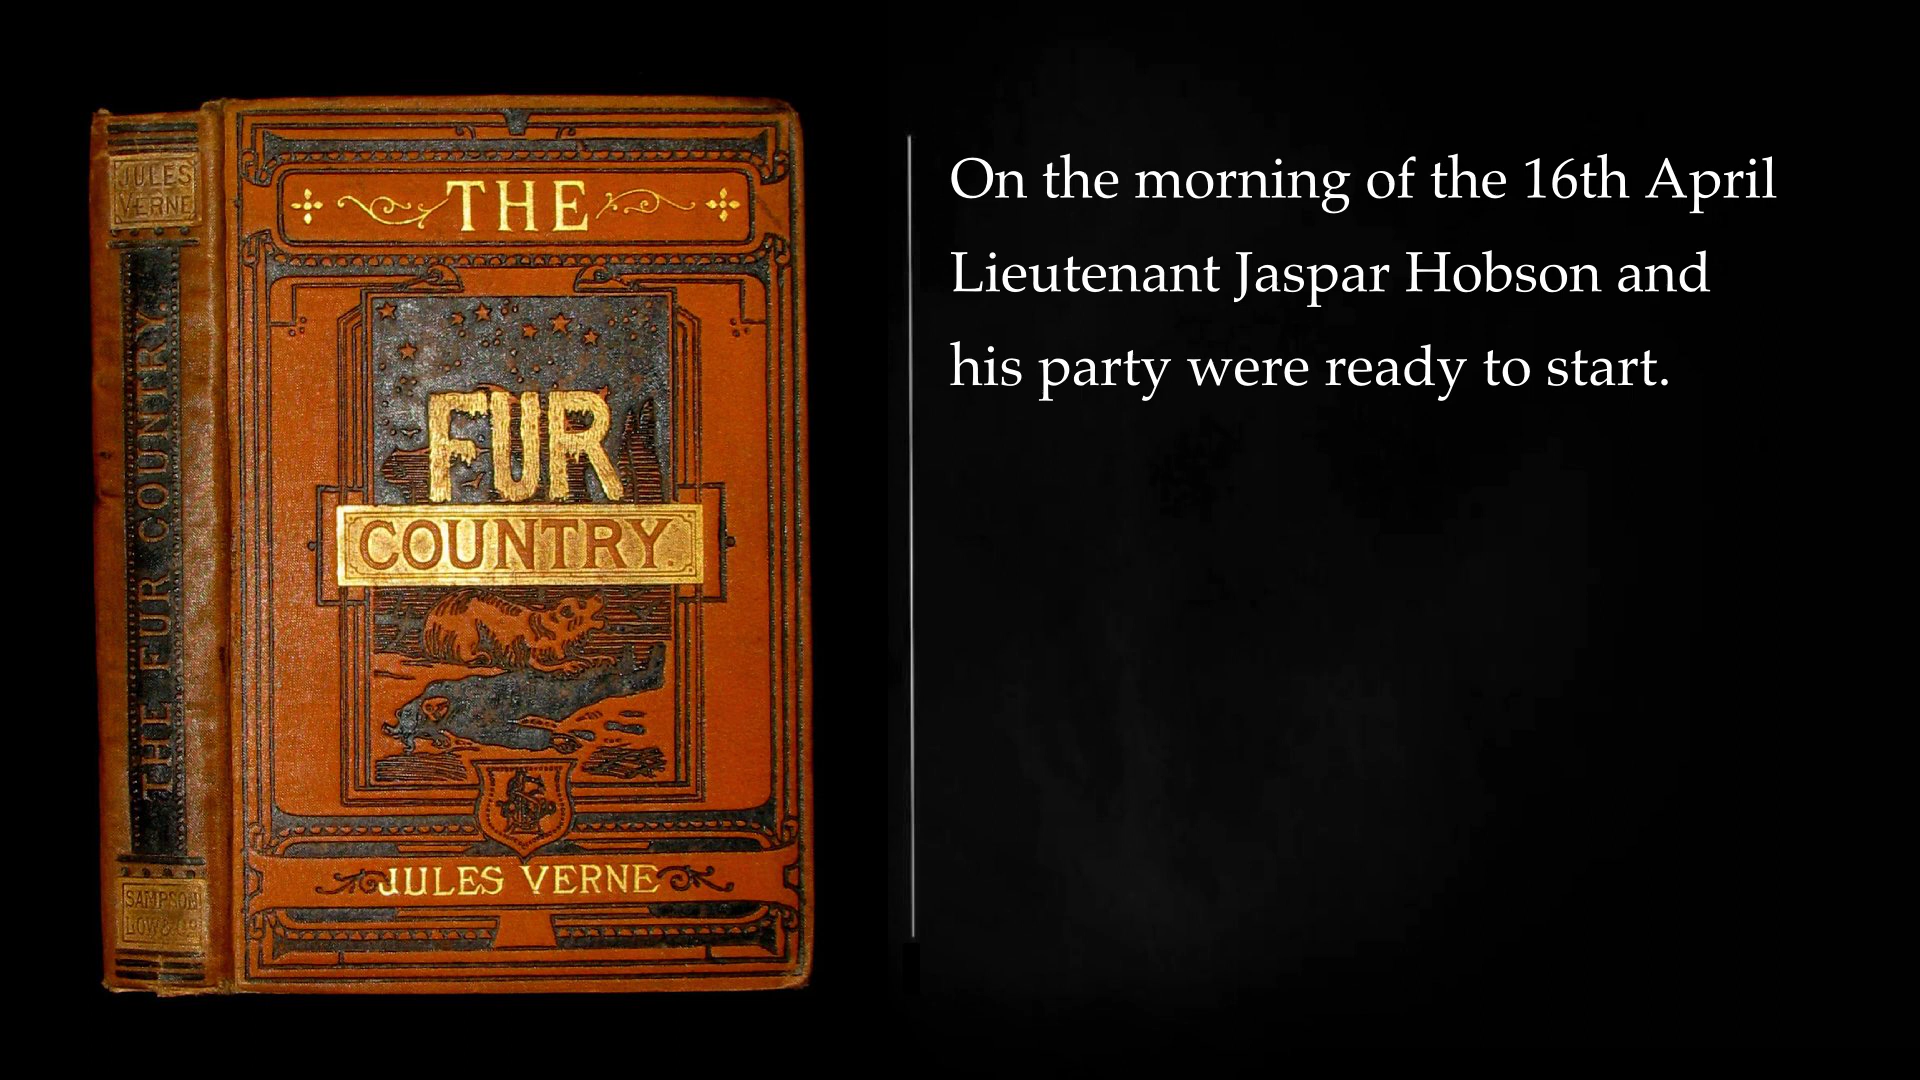 JULES
VERNE
THE FUR COUNTRY.
SAMPSON
LOW & Co
THE
FUR
COUNTRY.
JULES VERNE
On the morning of the 16th April
Lieutenant Jaspar Hobson and
his party were ready to start.